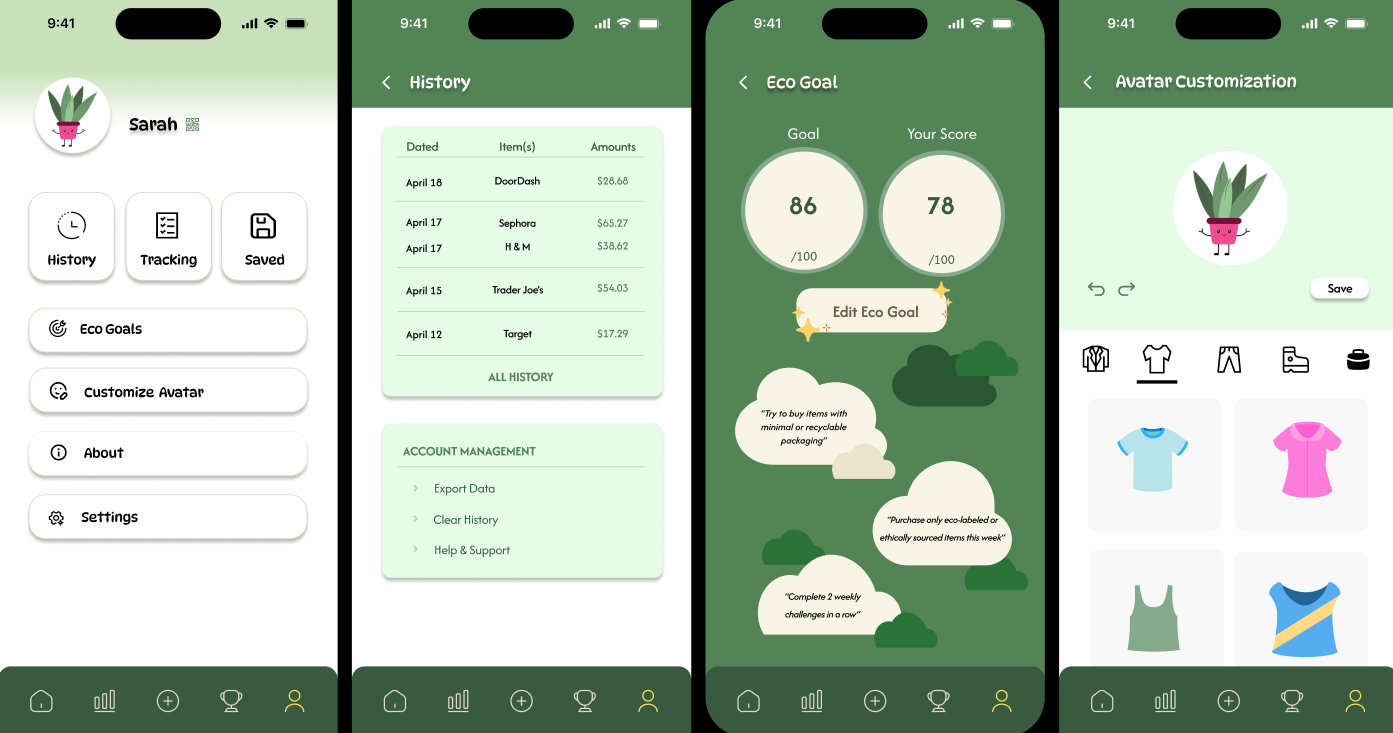 9:41
Sarah
History
Tracking
Saved
Eco Goals
Customize Avatar
About
Settings
9:41
History
Dated Item(s) Amounts
April 18 DoorDash $28.68
April 17 Sephora $65.27
April 17 H & M $38.62
April 15 Trader Joe's $54.03
April 12 Target $17.29
ALL HISTORY
ACCOUNT MANAGEMENT
Export Data
Clear History
Help & Support
9:41
Eco Goal
Goal
86
/100
Your Score
78
/100
Edit Eco Goal
"Try to buy items with
minimal or recyclable
packaging"
"Purchase only eco-labeled or
ethically sourced items this week"
"Complete 2 weekly
challenges in a row"
9:41
Avatar Customization
Save